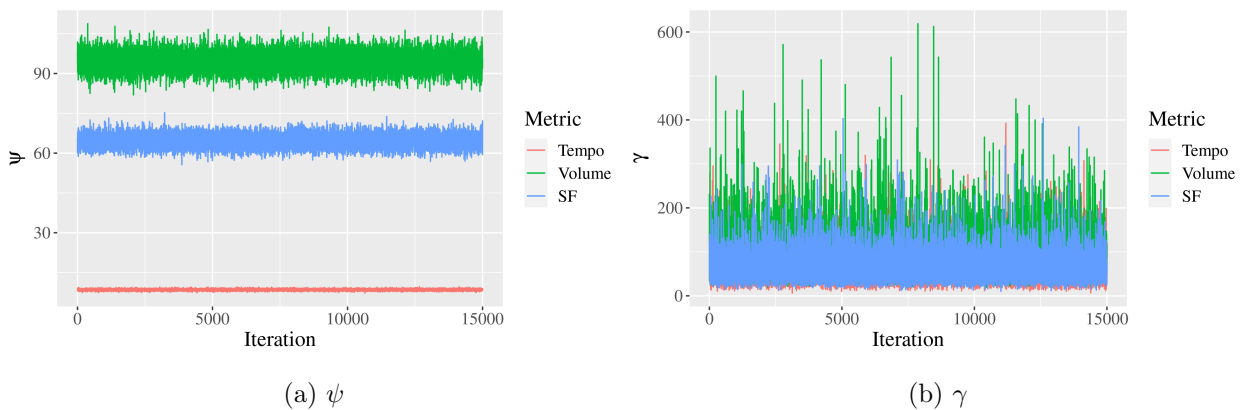 90
60
30
ψ
0
5000
10000
15000
Iteration
Metric
Tempo
Volume
SF
(a) ψ
600
400
200
0
γ
0
5000
10000
15000
Iteration
Metric
Tempo
Volume
SF
(b) γ